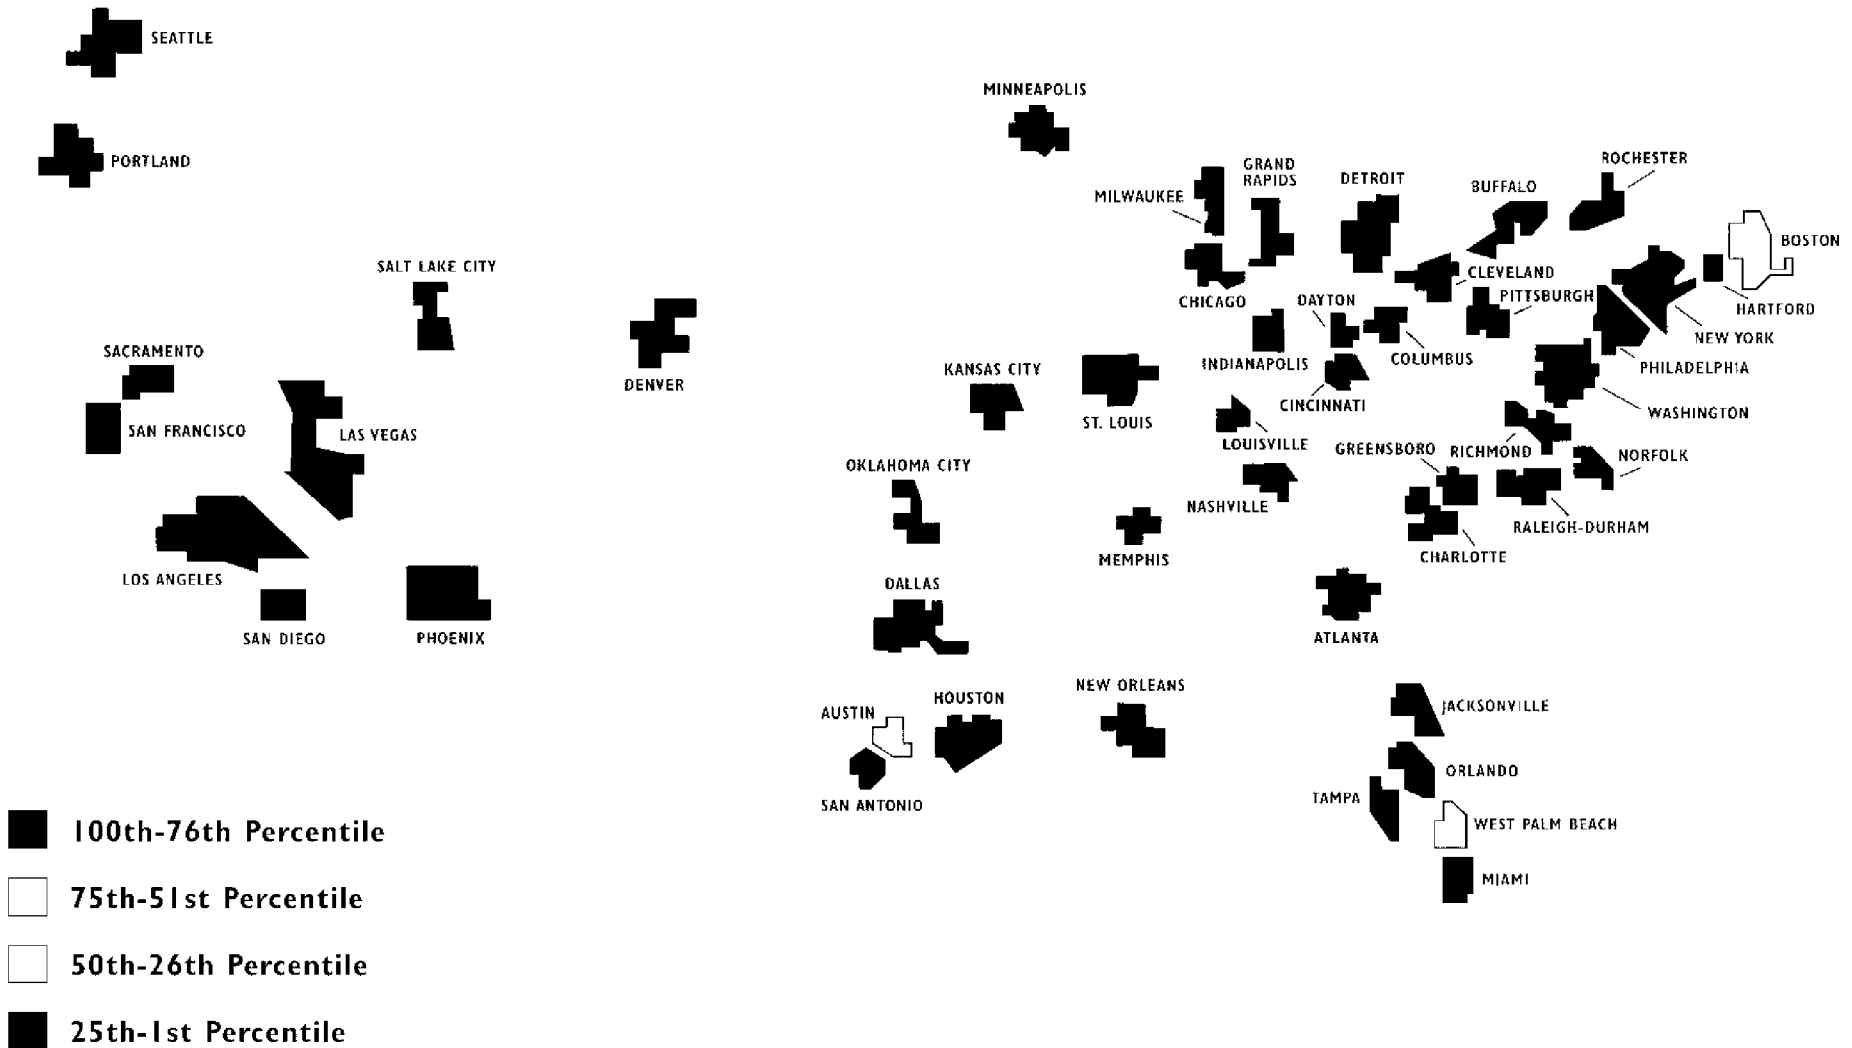 SEATTLE
MINNEAPOLIS
PORTLAND
ROCHESTER
GRAND
RAPIDS
DETROIT
BUFFALO
MILWAUKEE
BOSTON
SALT LAKE CITY
CLEVELAND
CHICAGO
DAYTON
PITTSBURGH
HARTFORD
NEW YORK
SACRAMENTO
COLUMBUS
INDIANAPOLIS
PHILADELPHIA
KANSAS CITY
DENVER
CINCINNATI
WASHINGTON
ST. LOUIS
SAN FRANCISCO
LAS VEGAS
LOUISVILLE
GREENSBORO
RICHMOND
NORFOLK
OKLAHOMA CITY
NASHVILLE
RALEIGH-DURHAM
MEMPHIS
CHARLOTTE
LOS ANGELES
DALLAS
SAN DIEGO
PHOENIX
ATLANTA
NEW ORLEANS
HOUSTON
AUSTIN
JACKSONVILLE
ORLANDO
TAMPA
SAN ANTONIO
WEST PALM BEACH
MIAMI
100th-76th Percentile
75th-51st Percentile
50th-26th Percentile
25th-1st Percentile